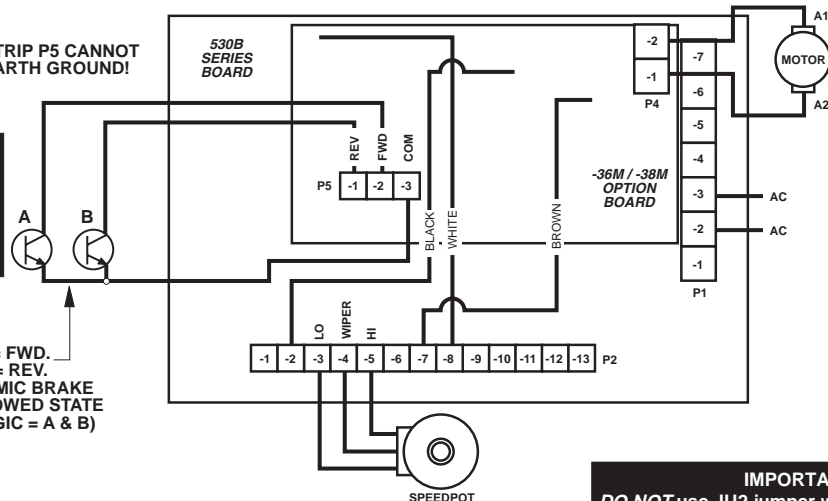 TRIP P5 CANNOT
ARTH GROUND!
530B
SERIES
BOARD
-2
-1
P4
-7
-6
-5
-4
-3
-2
-1
P1
A1
MOTOR
A2
AC
AC
-36M / -38M
OPTION
BOARD
REV
FWD
COM
P5
-1
-2
-3
A
B
BLACK
WHITE
BROWN
= FWD.
= REV.
MIC BRAKE
OWED STATE
GIC = A & B)
LO
WIPER
HI
-1
-2
-3
-4
-5
-6
-7
-8
-9
-10
-11
-12
-13
P2
SPEEDPOT
IMPORTA
DO NOT use JU2 jumper